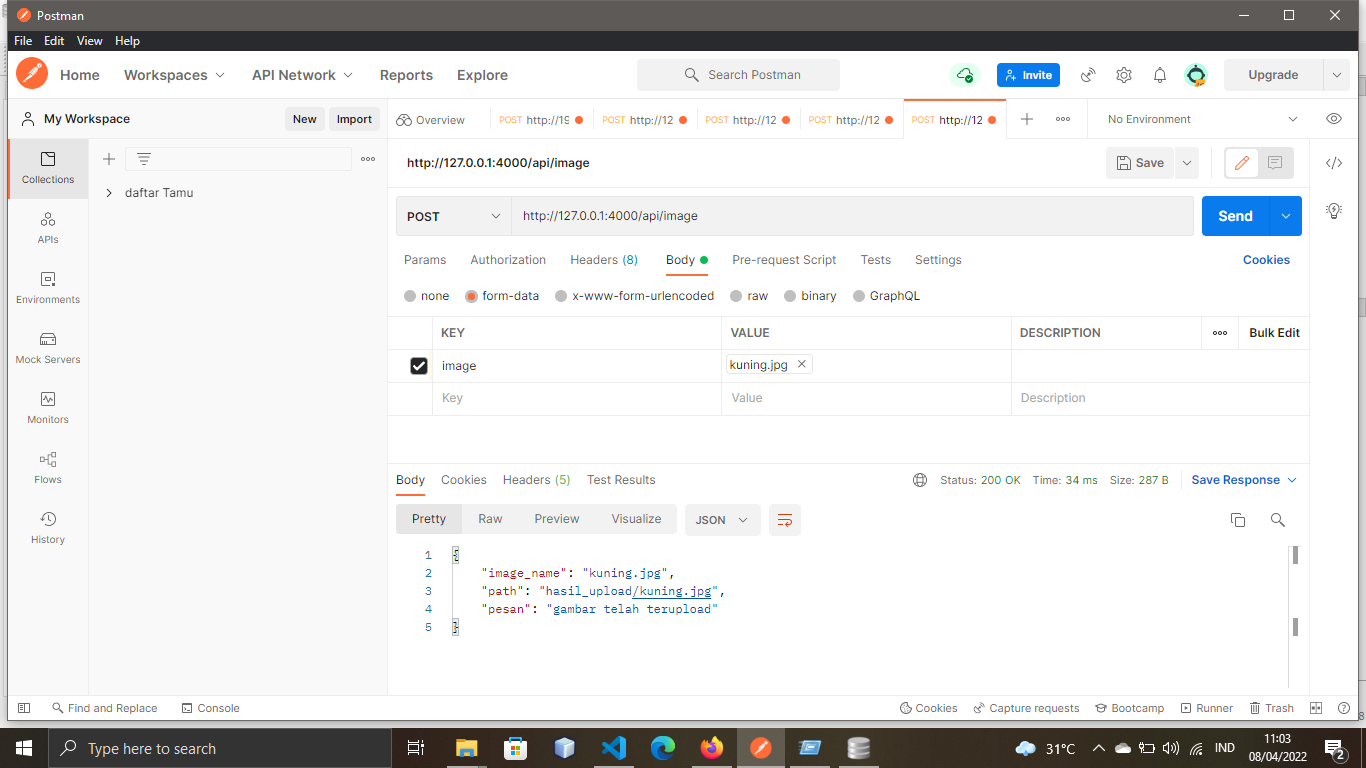 Postman
File Edit View Help
Home Workspaces API Network Reports Explore Search Postman Invite Upgrade
My Workspace New Import Overview POST http://19 POST http://12 POST http://12 POST http://12 POST http://12 No Environment
Collections
APIs
Environments
Mock Servers
Monitors
Flows
History
daftar Tamu
http://127.0.0.1:4000/api/image Save
POST http://127.0.0.1:4000/api/image Send
Params Authorization Headers (8) Body Pre-request Script Tests Settings Cookies
none form-data x-www-form-urlencoded raw binary GraphQL
KEY VALUE DESCRIPTION Bulk Edit
image kuning.jpg
Key Value Description
Body Cookies Headers (5) Test Results Status: 200 OK Time: 34 ms Size: 287 B Save Response
Pretty Raw Preview Visualize JSON
1 {
2 "image_name": "kuning.jpg",
3 "path": "hasil_upload/kuning.jpg",
4 "pesan": "gambar telah terupload"
5 }
Find and Replace Console Cookies Capture requests Bootcamp Runner Trash
Type here to search 31°C IND 11:03
08/04/2022 2